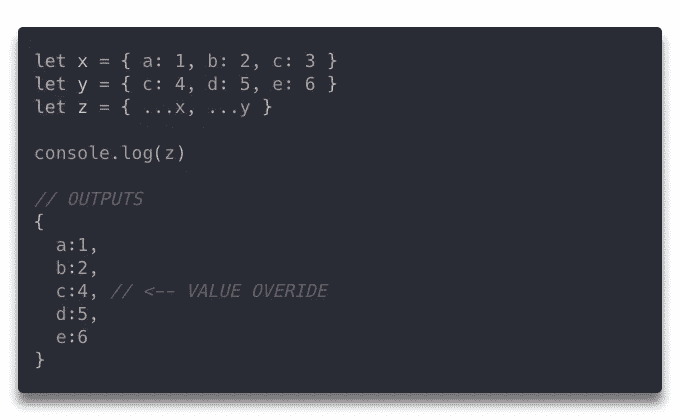 let x = { a: 1, b: 2, c: 3 }
let y = { c: 4, d: 5, e: 6 }
let z = { ...x, ...y }
console.log(z)
// OUTPUTS
{
a:1,
b:2,
c:4, // <-- VALUE OVERIDE
d:5,
e:6
}